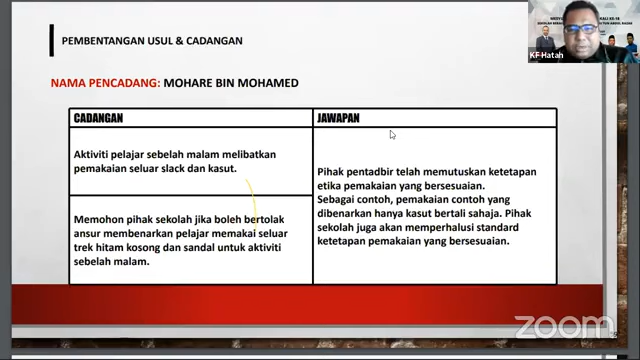 PEMBENTANGAN USUL & CADANGAN
KF Hatah
NAMA PENCADANG: MOHARE BIN MOHAMED
CADANGAN
JAWAPAN
Aktiviti pelajar sebelah malam melibatkan
pemakaian seluar slack dan kasut.
Memohon pihak sekolah jika boleh bertolak
ansur membenarkan pelajar memakai seluar
trek hitam kosong dan sandal untuk aktiviti
sebelah malam.
Pihak pentadbir telah memutuskan ketetapan
etika pemakaian yang bersesuaian.
Sebagai contoh, pemakaian contoh yang
dibenarkan hanya kasut bertali sahaja. Pihak
sekolah juga akan memperhalusi standard
ketetapan pemakaian yang bersesuaian.
zoom